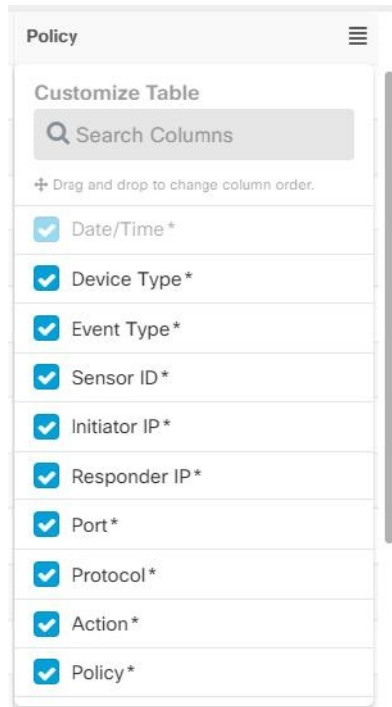 Policy
Customize Table
Search Columns
Drag and drop to change column order.
Date/Time*
Device Type*
Event Type*
Sensor ID*
Initiator IP*
Responder IP*
Port*
Protocol*
Action*
Policy*